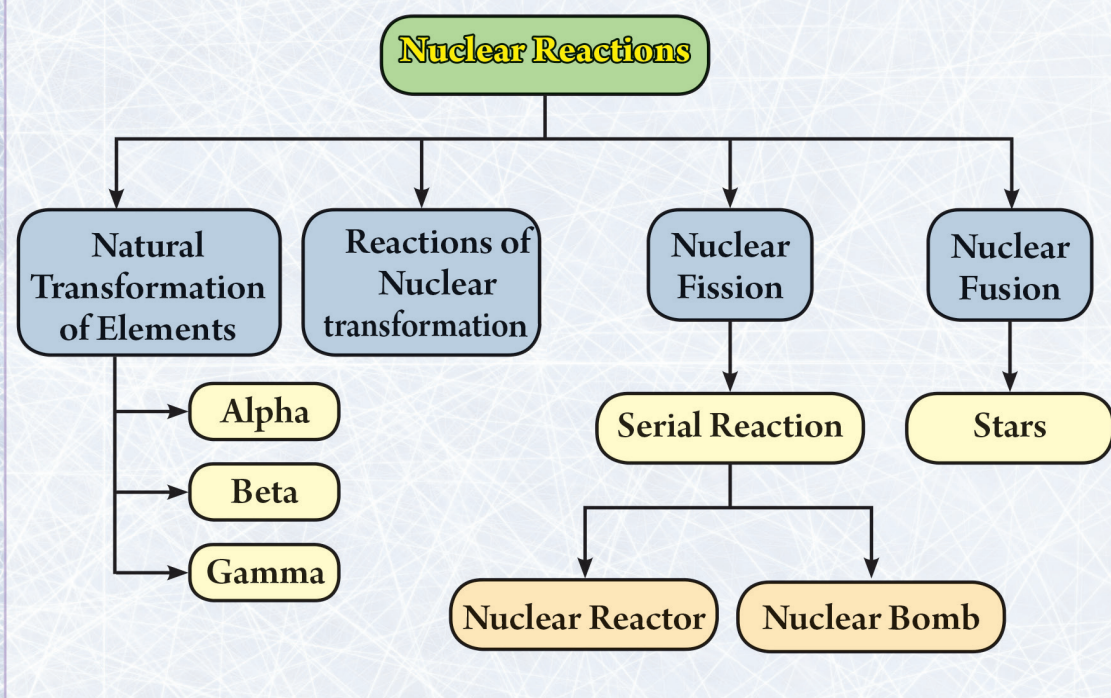 Nuclear Reactions
Natural
Transformation
of Elements
Reactions of
Nuclear
transformation
Nuclear
Fission
Nuclear
Fusion
Alpha
Beta
Gamma
Serial Reaction
Stars
Nuclear Reactor
Nuclear Bomb